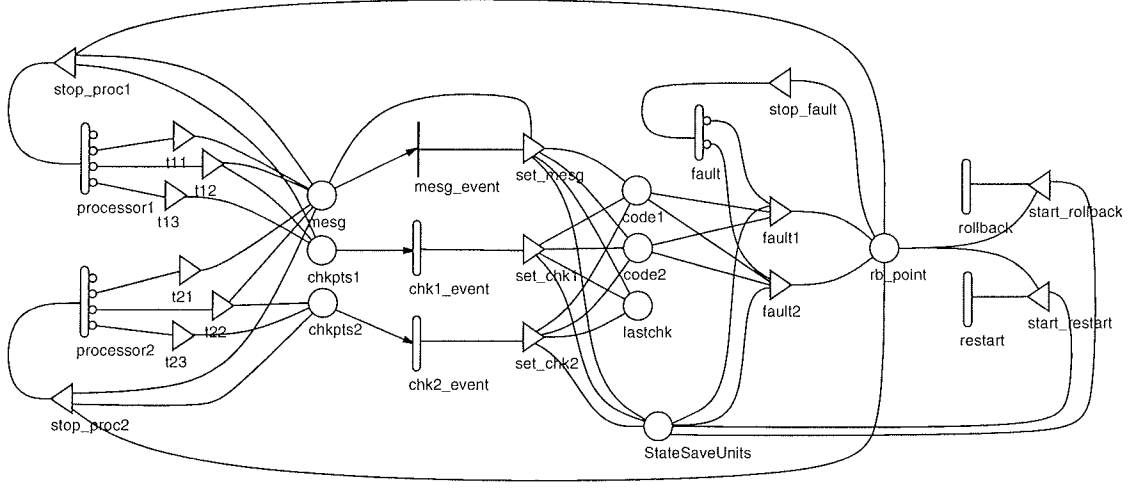 stop_proc1
stop_fault
t11
mesg_event
set_mesg
fault
t12
processor1
t13
mesg
code1
fault1
rollback
start_rollback
chkpts1
chk1_event
set_chk1
code2
rb_point
t21
t22
chkpts2
lastchk
fault2
restart
start_restart
processor2
t23
chk2_event
set_chk2
stop_proc2
StateSaveUnits